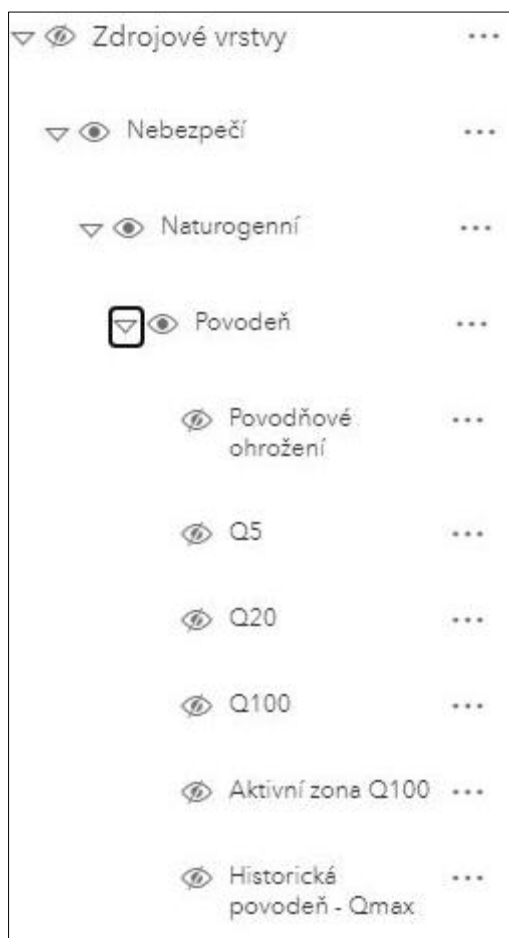 Zdrojové vrstvy
Nebezpečí
Naturogenní
Povodeň
Povodňové
ohrožení
Q5
Q20
Q100
Aktivní zona Q100
Historická
povodeň - Qmax